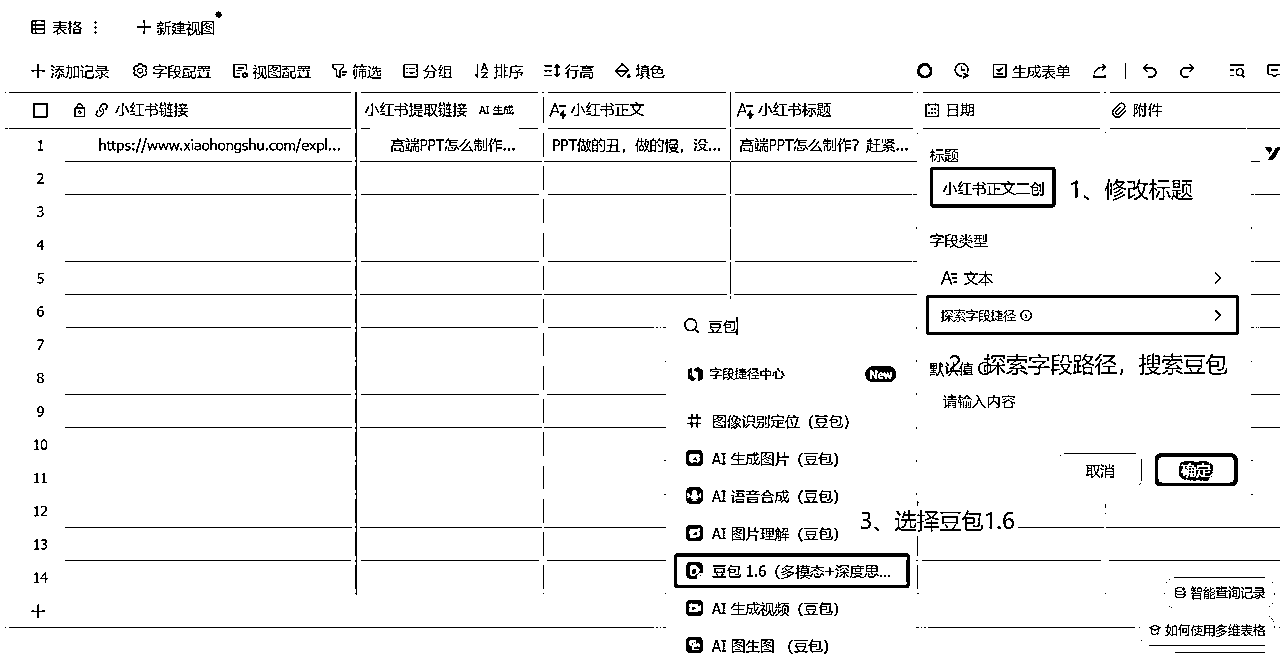 表格
新建视图
添加记录 字段配置 视图配置 筛选 分组 排序 行高 填色 生成表单
小红书链接 小红书提取链接 AI 生成 小红书正文 小红书标题 日期 附件
1 https://www.xiaohongshu.com/expl... 高端PPT怎么制作... PPT做的丑，做的慢，没... 高端PPT怎么制作？赶紧...
2
3
4
5
6
7
8
9
10
11
12
13
14
标题
小红书正文二创
1、修改标题
字段类型
文本
探索字段捷径
2、探索字段路径，搜索豆包
默认值
请输入内容
取消 确定
豆包
字段捷径中心 New
图像识别定位（豆包）
AI 生成图片（豆包）
AI 语音合成（豆包）
AI 图片理解（豆包）
3、选择豆包1.6
豆包 1.6（多模态+深度思...
AI 生成视频（豆包）
AI 图生图（豆包）
智能查询记录
如何使用多维表格